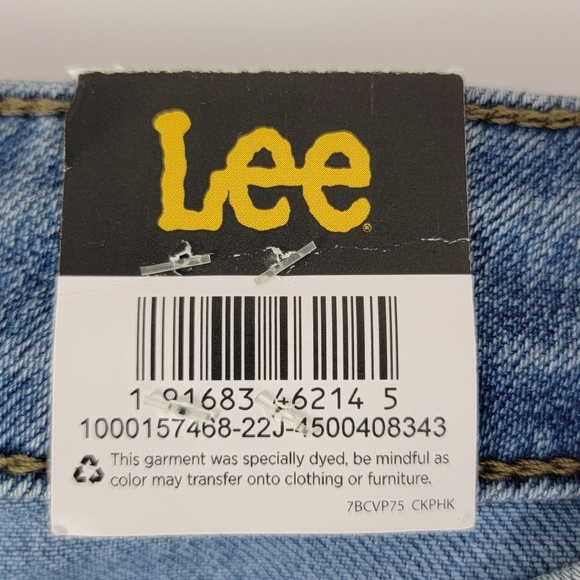 Lee®
1 91683 46214 5
1000157468-22J-4500408343
This garment was specially dyed, be mindful as
color may transfer onto clothing or furniture.
7BCVP75 CKPHK